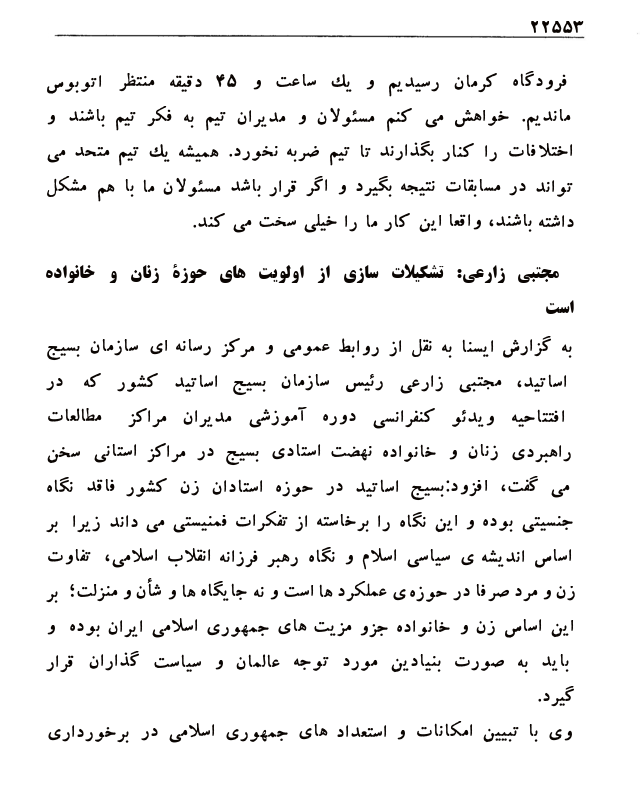 ۲۲۵۵۳
فرودگاه کرمان رسیدیم و یك ساعت و ۴۵ دقیقه منتظر اتوبوس
ماندیم. خواهش می کنم مسئولان و مدیران تیم به فکر تیم باشند و
اختلافات را کنار بگذارند تا تیم ضربه نخورد. همیشه یك تیم متحد می
تواند در مسابقات نتیجه بگیرد و اگر قرار باشد مسئولان ما با هم مشکل
داشته باشند، واقعا این کار ما را خیلی سخت می کند.
مجتبی زارعی: تشکیلات سازی از اولویت های حوزهٔ زنان و خانواده
است
به گزارش ایسنا به نقل از روابط عمومی و مرکز رسانه ای سازمان بسیج
اساتید، مجتبی زارعی رئیس سازمان بسیج اساتید کشور که در
افتتاحیه ویدئو کنفرانسی دوره آموزشی مدیران مراکز مطالعات
راهبردی زنان و خانواده نهضت استادی بسیج در مراکز استانی سخن
می گفت، افزود:بسیج اساتید در حوزه استادان زن کشور فاقد نگاه
جنسیتی بوده و این نگاه را برخاسته از تفکرات فمنیستی می داند زیرا بر
اساس اندیشه ی سیاسی اسلام و نگاه رهبر فرزانه انقلاب اسلامی، تفاوت
زن و مرد صرفا در حوزه ی عملکرد ها است و نه جایگاه ها و شأن و منزلت؛ بر
این اساس زن و خانواده جزو مزیت های جمهوری اسلامی ایران بوده و
باید به صورت بنیادین مورد توجه عالمان و سیاست گذاران قرار
گیرد.
وی با تبیین امکانات و استعداد های جمهوری اسلامی در برخورداری